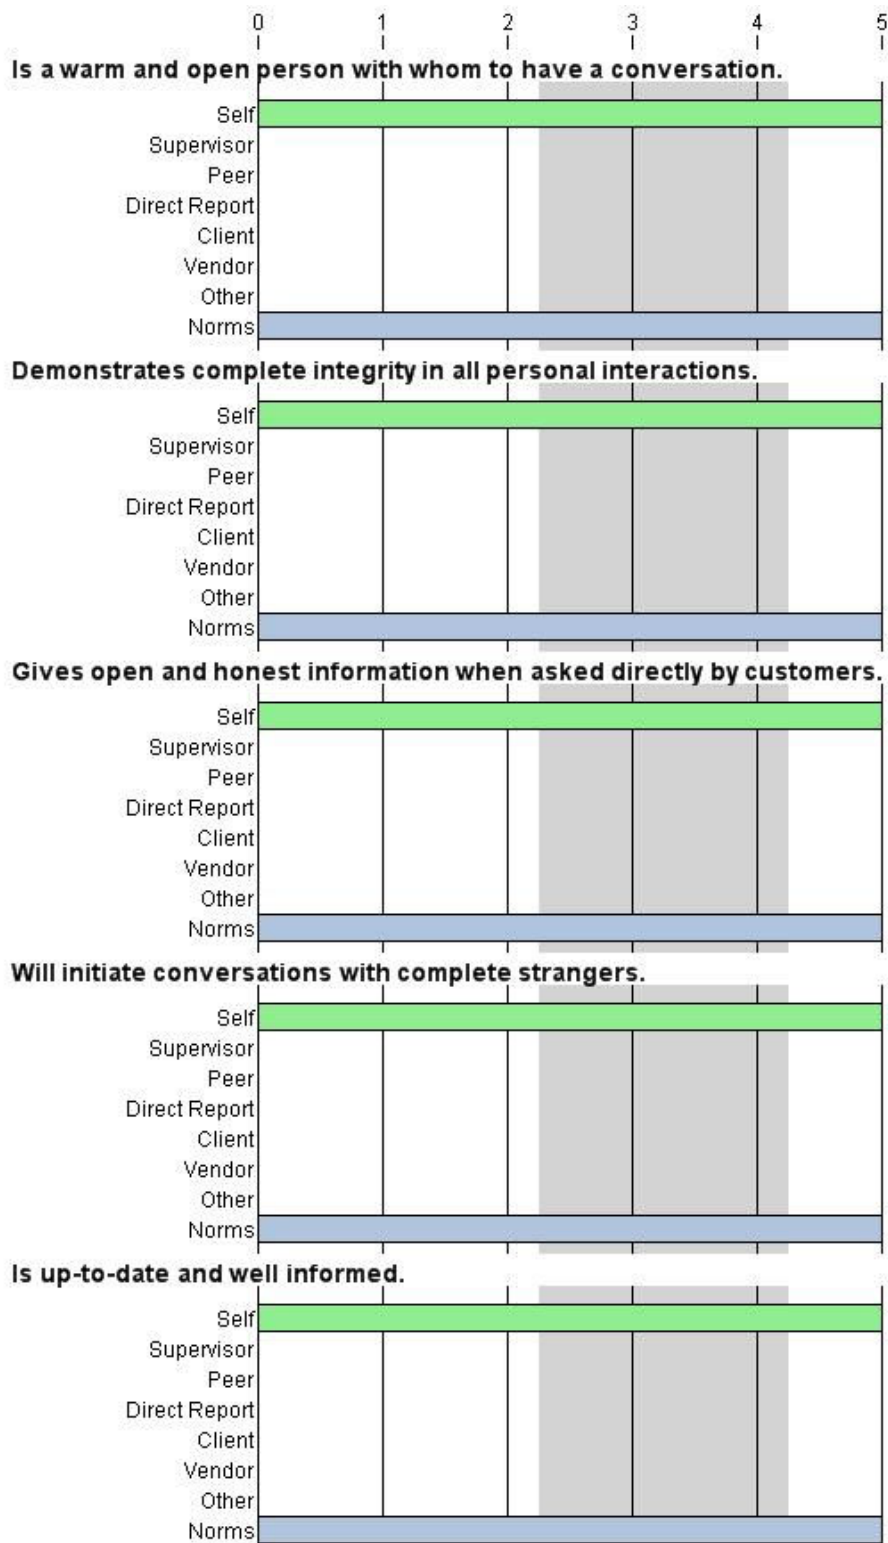 0 1 2 3 4 5
Is a warm and open person with whom to have a conversation.
Self
Supervisor
Peer
Direct Report
Client
Vendor
Other
Norms
Demonstrates complete integrity in all personal interactions.
Self
Supervisor
Peer
Direct Report
Client
Vendor
Other
Norms
Gives open and honest information when asked directly by customers.
Self
Supervisor
Peer
Direct Report
Client
Vendor
Other
Norms
Will initiate conversations with complete strangers.
Self
Supervisor
Peer
Direct Report
Client
Vendor
Other
Norms
Is up-to-date and well informed.
Self
Supervisor
Peer
Direct Report
Client
Vendor
Other
Norms